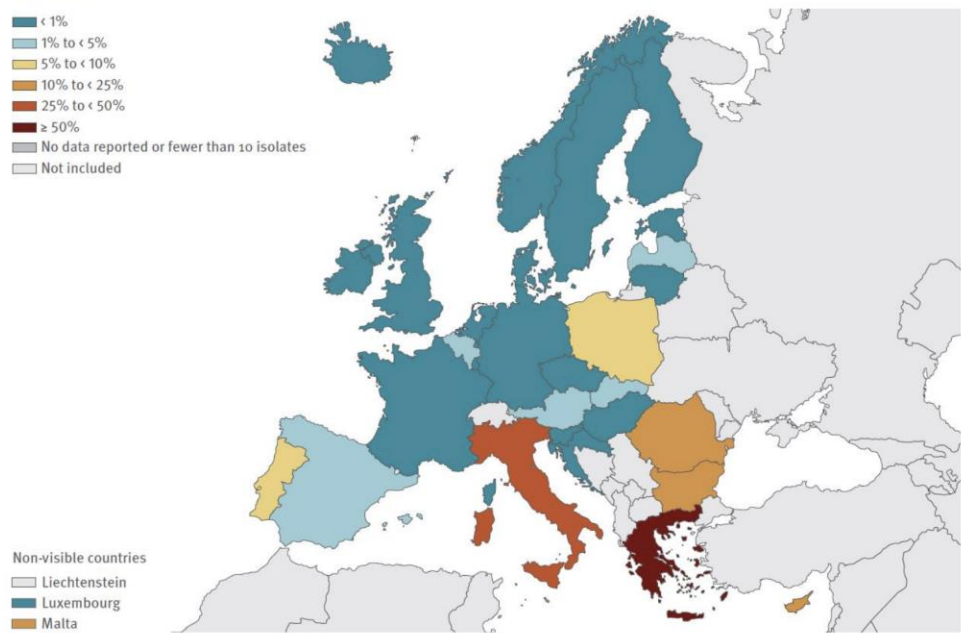 < 1%
1% to < 5%
5% to < 10%
10% to < 25%
25% to < 50%
≥ 50%
No data reported or fewer than 10 isolates
Not included
Non-visible countries
Liechtenstein
Luxembourg
Malta